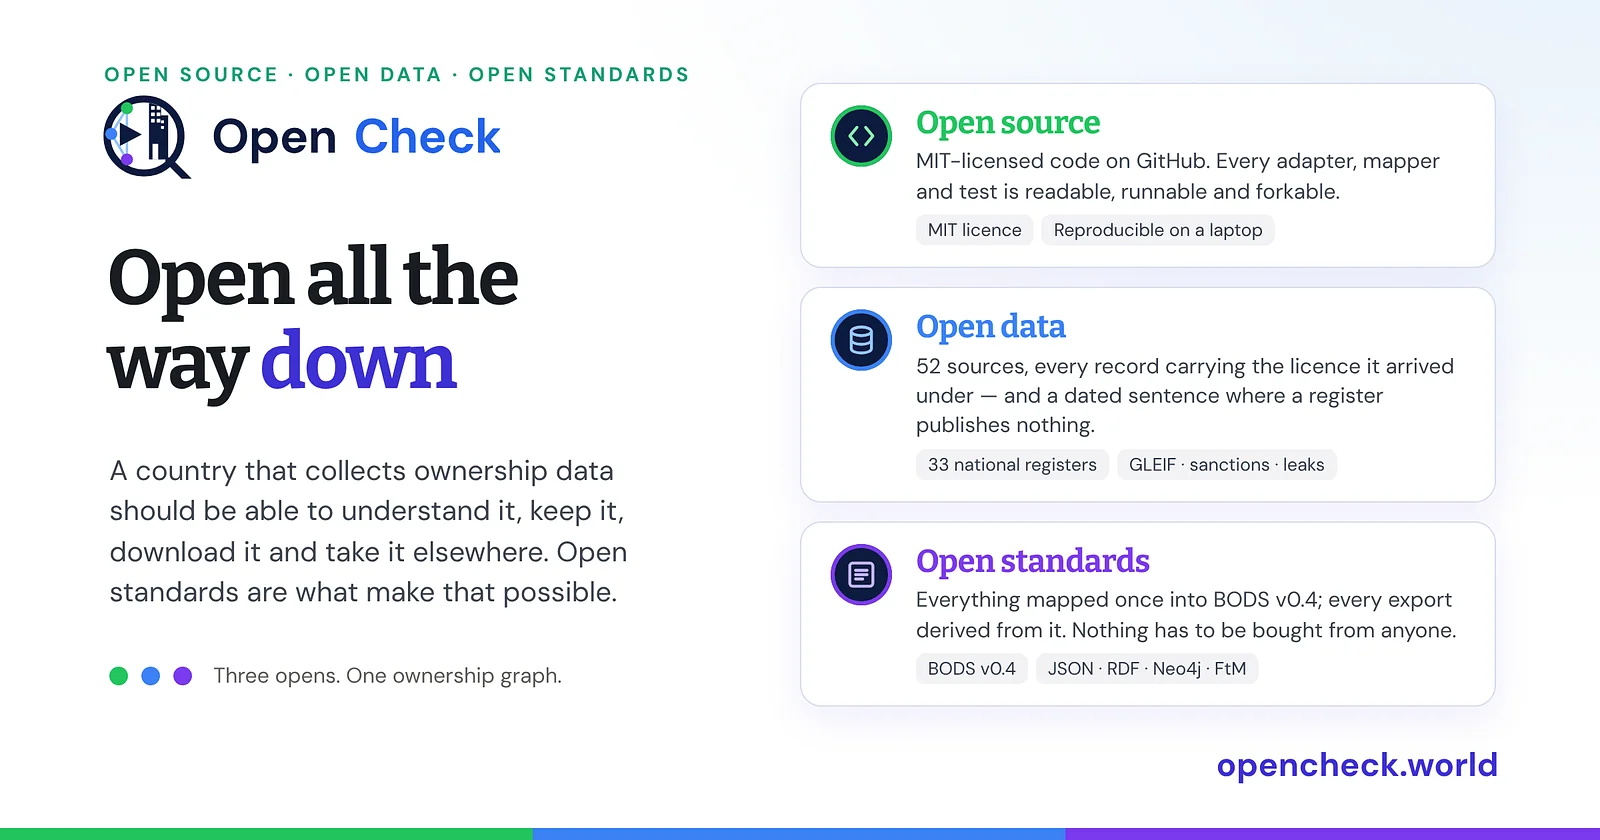 OPEN SOURCE · OPEN DATA · OPEN STANDARDS
Open Check
Open all the
way down
A country that collects ownership data
should be able to understand it, keep it,
download it and take it elsewhere. Open
standards are what make that possible.
Three opens. One ownership graph.
Open source
MIT-licensed code on GitHub. Every adapter, mapper
and test is readable, runnable and forkable.
MIT licence
Reproducible on a laptop
Open data
52 sources, every record carrying the licence it arrived
under — and a dated sentence where a register
publishes nothing.
33 national registers
GLEIF · sanctions · leaks
Open standards
Everything mapped once into BODS v0.4; every export
derived from it. Nothing has to be bought from anyone.
BODS v0.4
JSON · RDF · Neo4j · FtM
opencheck.world